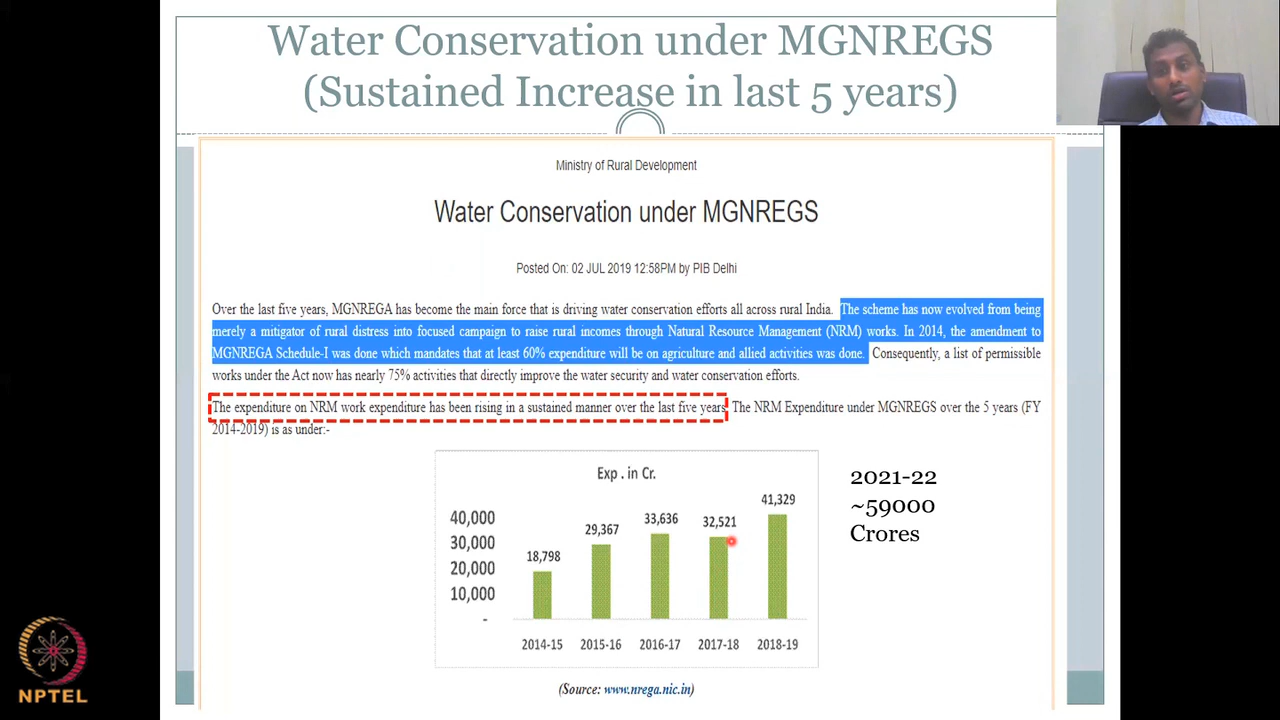 Water Conservation under MGNREGS
(Sustained Increase in last 5 years)
Ministry of Rural Development
Water Conservation under MGNREGS
Posted On: 02 JUL 2019 12:58PM by PIB Delhi
Over the last five years, MGNREGA has become the main force that is driving water conservation efforts all across rural India. The scheme has now evolved from being
merely a mitigator of rural distress into focused campaign to raise rural incomes through Natural Resource Management (NRM) works. In 2014, the amendment to
MGNREGA Schedule-I was done which mandates that at least 60% expenditure will be on agriculture and allied activities was done. Consequently, a list of permissible
works under the Act now has nearly 75% activities that directly improve the water security and water conservation efforts.
The expenditure on NRM work expenditure has been rising in a sustained manner over the last five years. The NRM Expenditure under MGNREGS over the 5 years (FY
2014-2019) is as under:-
Exp . in Cr.
40,000
30,000
20,000
10,000
-
18,798
29,367
33,636
32,521
41,329
2014-15
2015-16
2016-17
2017-18
2018-19
2021-22
~59000
Crores
(Source: www.nrega.nic.in)
NPTEL